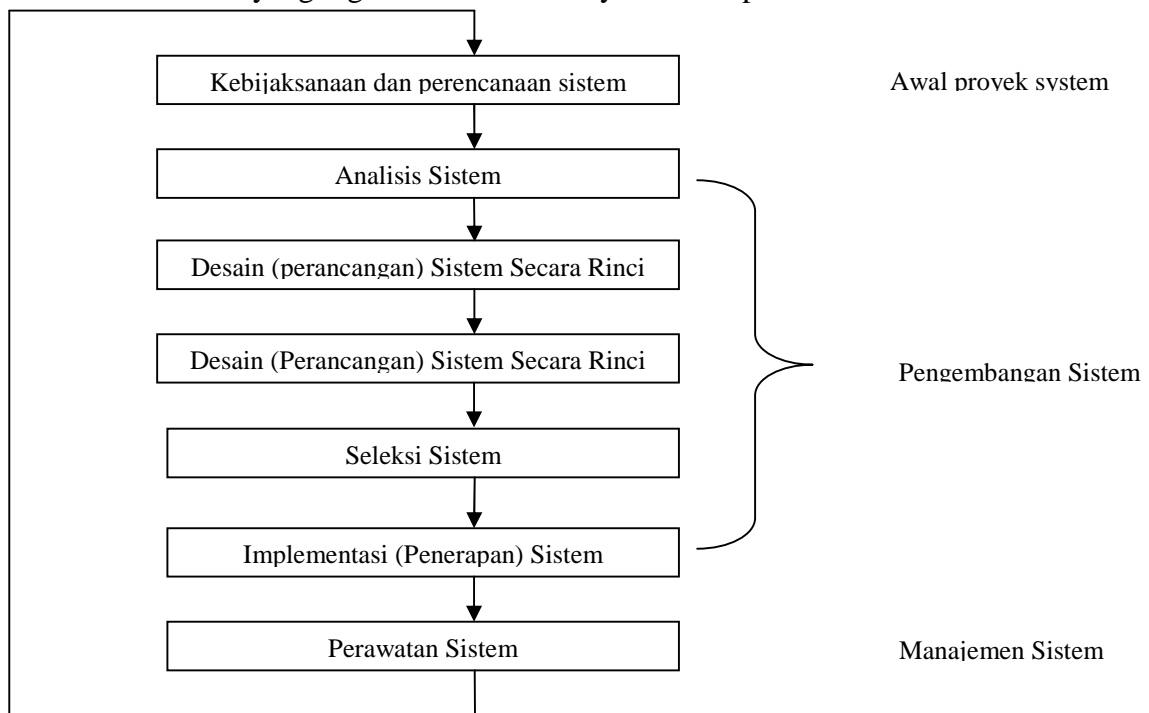 Kebijaksanaan dan perencanaan sistem
Awal proyek system
Analisis Sistem
Desain (perancangan) Sistem Secara Rinci
Desain (Perancangan) Sistem Secara Rinci
Pengembangan Sistem
Seleksi Sistem
Implementasi (Penerapan) Sistem
Perawatan Sistem
Manajemen Sistem